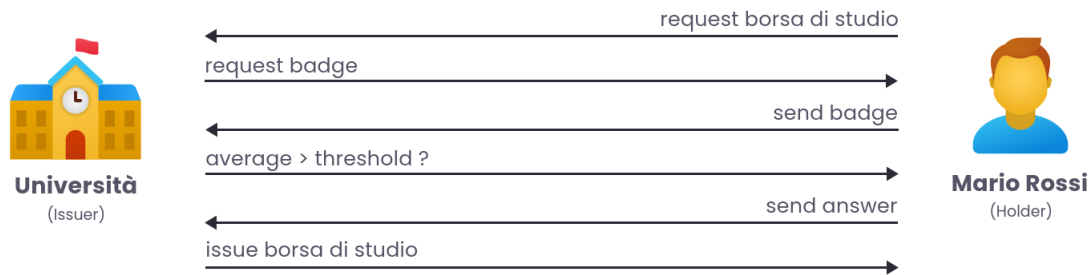 request borsa di studio
request badge
send badge
average > threshold ?
Università
(Issuer)
Mario Rossi
(Holder)
send answer
issue borsa di studio